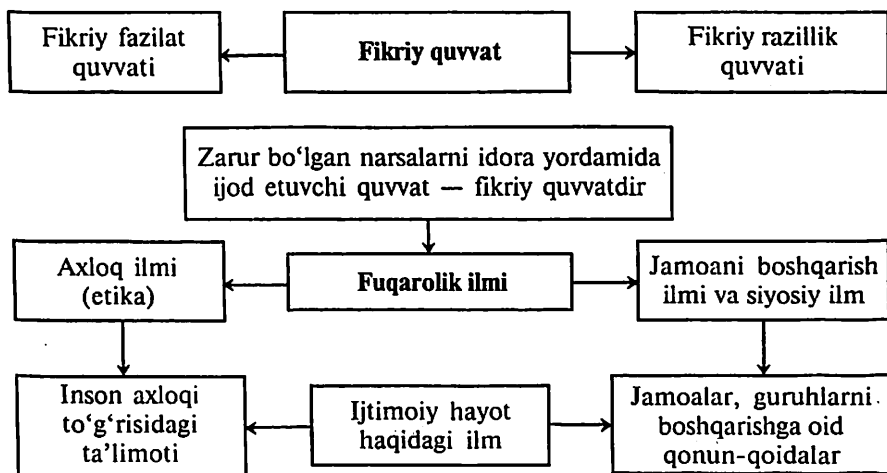 Fikriy fazilat
quvvati
Fikriy quvvat
Fikriy razillik
quvvati
Zarur bo‘lgan narsalarni idora yordamida
ijod etuvchi quvvat — fikriy quvvatdir
Axloq ilmi
(etika)
Fuqarolik ilmi
Jamoani boshqarish
ilmi va siyosiy ilm
Inson axloqi
to‘g‘risidagi
ta’limoti
Ijtimoiy hayot
haqidagi ilm
Jamoalar, guruhlarni
boshqarishga oid
qonun-qoidalar